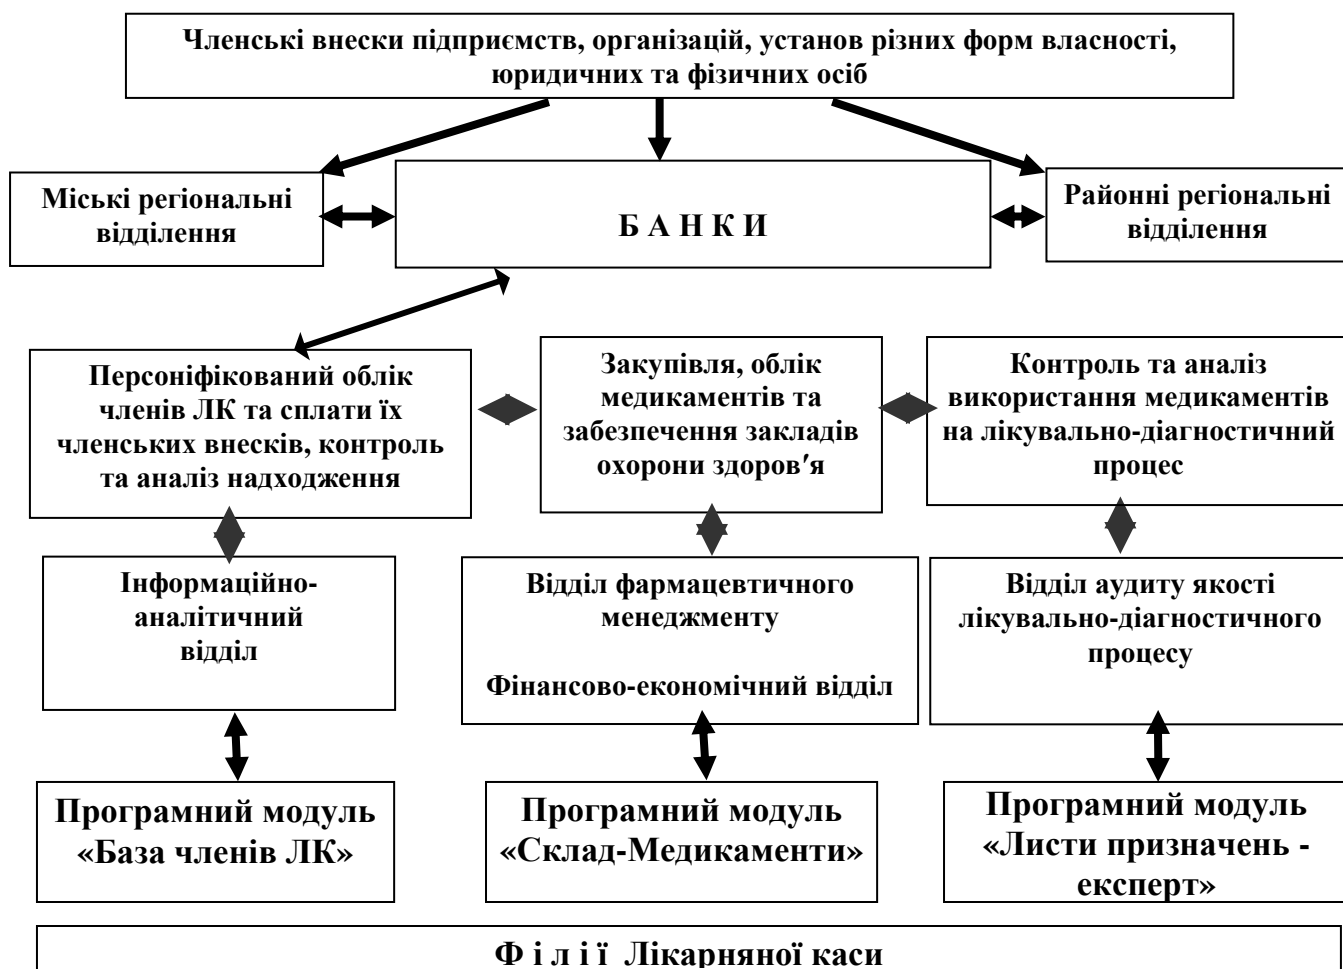 Членські внески підприємств, організацій, установ різних форм власності,
юридичних та фізичних осіб
Міські регіональні
відділення
Б А Н К И
Районні регіональні
відділення
Персоніфікований облік
членів ЛК та сплати їх
членських внесків, контроль
та аналіз надходження
Закупівля, облік
медикаментів та
забезпечення закладів
охорони здоров'я
Контроль та аналіз
використання медикаментів
на лікувально-діагностичний
процес
Інформаційно-
аналітичний
відділ
Відділ фармацевтичного
менеджменту
Фінансово-економічний відділ
Відділ аудиту якості
лікувально-діагностичного
процесу
Програмний модуль
«База членів ЛК»
Програмний модуль
«Склад-Медикаменти»
Програмний модуль
«Листи призначень -
експерт»
Ф і л і ї Лікарняної каси